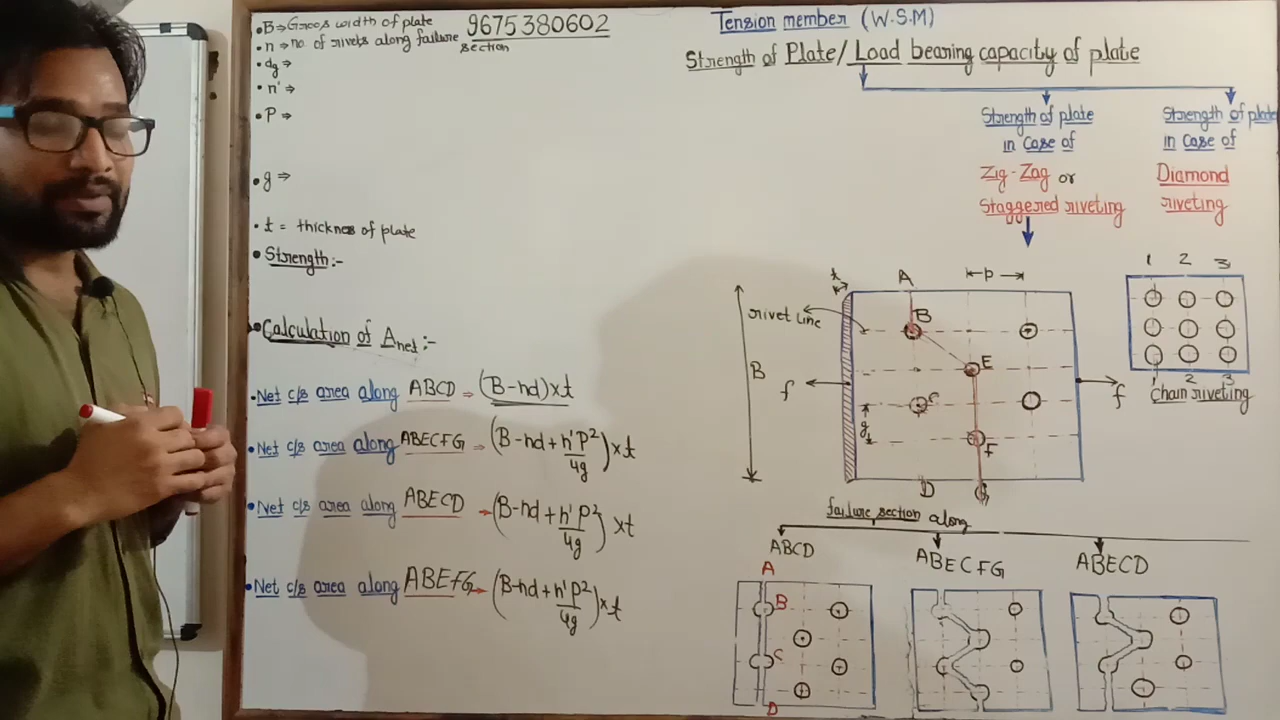 • B → Gross width of plate
• n → no. of rivets along failure section
• dg →
• n' →
• P →
• g →
• t = thickness of plate
• Strength:-
• Calculation of Anet:-
• Net c/s area along ABCD → (B-nd)×t
• Net c/s area along ABECFG → (B-nd+n'P²/4g)×t
• Net c/s area along ABECD → (B-nd+n'P²/4g)×t
• Net c/s area along ABEFG → (B-nd+n'P²/4g)×t
9675380602
Tension member (W.S.M)
Strength of Plate/Load bearing capacity of plate
Strength of plate
in case of
Zig-Zag or
Staggered riveting
Strength of plate
in case of
Diamond
riveting
t
A
P
rivet line
B
B
E
f
f
C
g
F
D
G
1 2 3
1 2 3
Chain riveting
failure section along
ABCD
ABECFG
ABECD
A
B
C
D